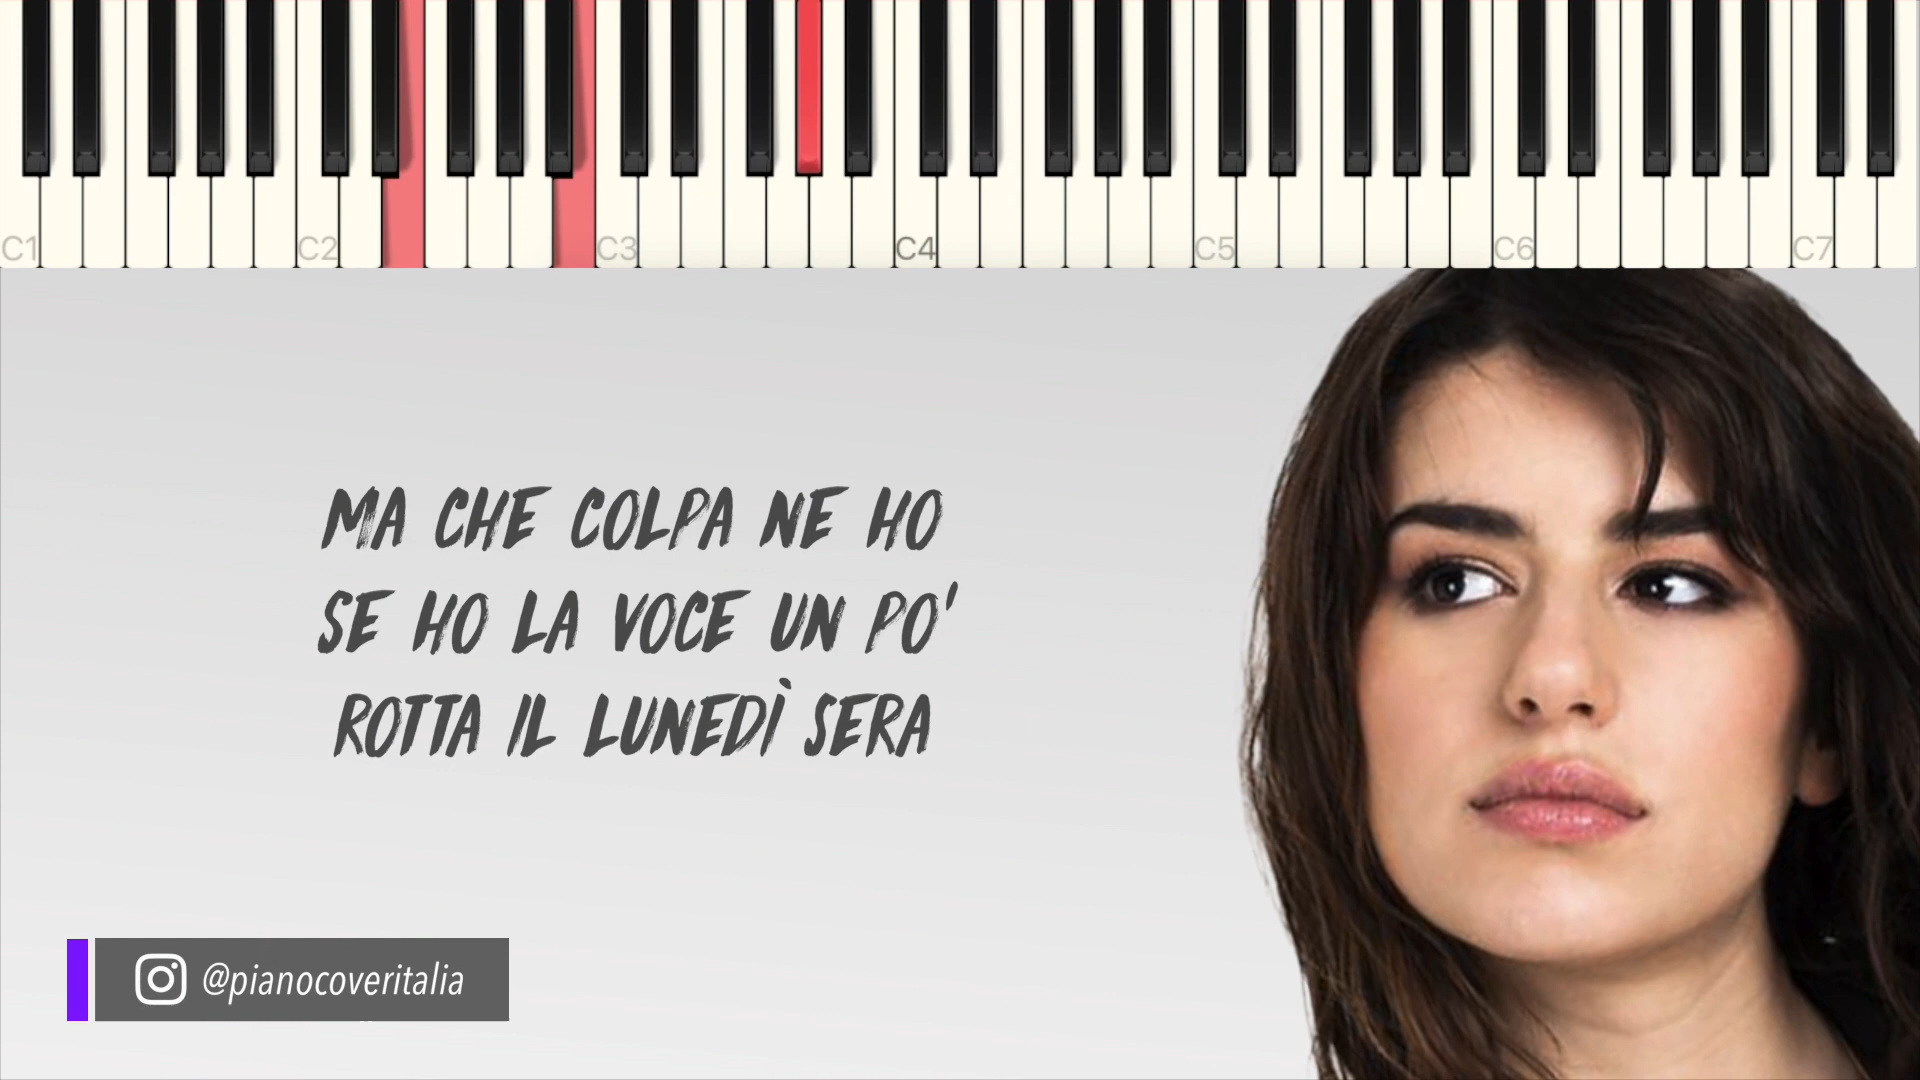 C1 C2 C3 C4 C5 C6 C7
MA CHE COLPA NE HO
SE HO LA VOCE UN PO'
ROTTA IL LUNEDÌ SERA
@pianocoveritalia